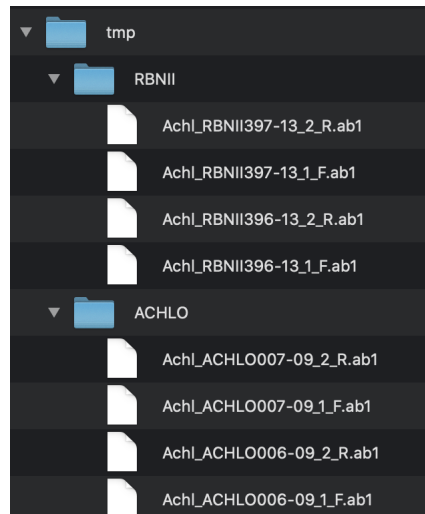 tmp
RBNII
Achl_RBNII397-13_2_R.ab1
Achl_RBNII397-13_1_F.ab1
Achl_RBNII396-13_2_R.ab1
Achl_RBNII396-13_1_F.ab1
ACHLO
Achl_ACHLO007-09_2_R.ab1
Achl_ACHLO007-09_1_F.ab1
Achl_ACHLO006-09_2_R.ab1
Achl_ACHLO006-09_1_F.ab1